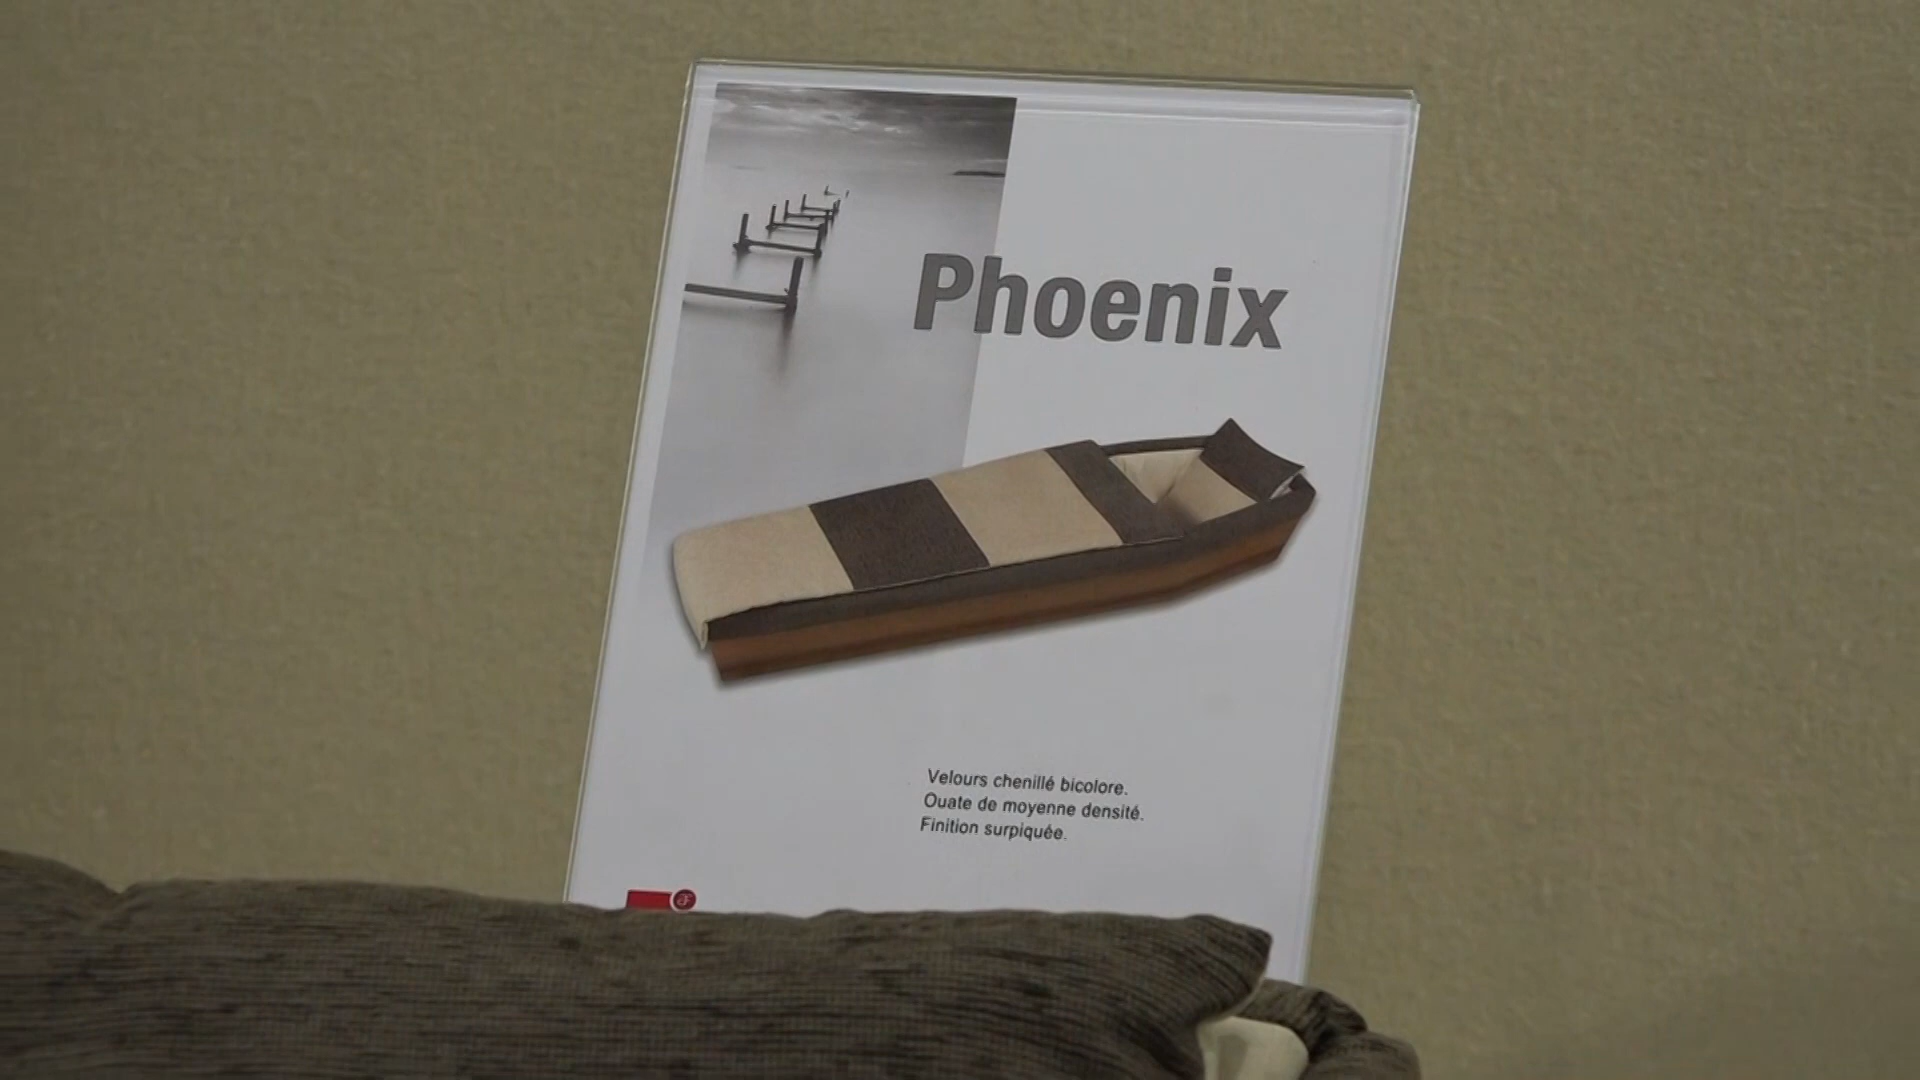 Phoenix
Velours chenillé bicolore.
Ouate de moyenne densité.
Finition surpiquée.